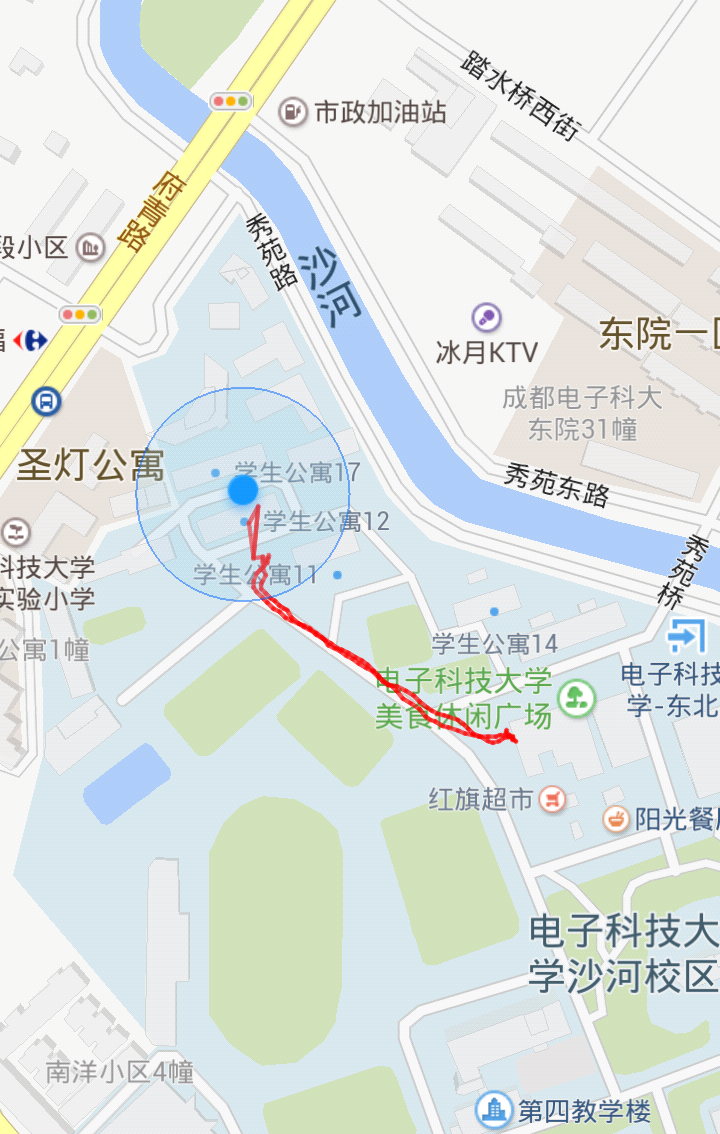 踏水桥西街
市政加油站
府青路
段小区
秀苑路
沙河
福
冰月KTV
东院一区
成都电子科大
东院31幢
圣灯公寓
学生公寓17
秀苑东路
学生公寓12
秀苑桥
科技大学
实验小学
学生公寓11
公寓1幢
学生公寓14
电子科技
学-东北
电子科技大学
美食休闲广场
红旗超市
阳光餐厅
电子科技大
学沙河校区
南洋小区4幢
第四教学楼